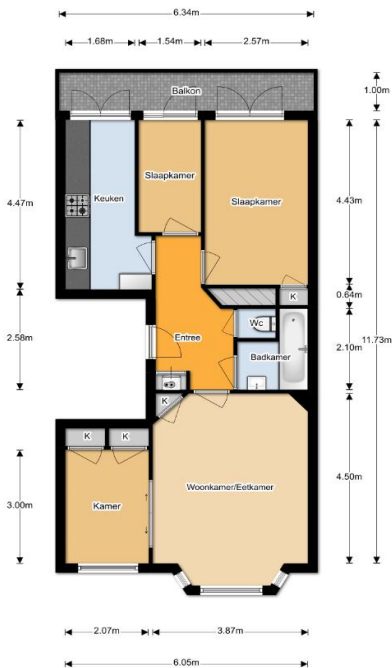 6.34m
1.68m
1.54m
2.57m
Balkon
1.00m
Keuken
Slaapkamer
Slaapkamer
4.47m
4.43m
K
0.64m
Wc
Entree
Badkamer
2.58m
2.10m
11.73m
K
K
K
Woonkamer/Eetkamer
Kamer
3.00m
4.50m
2.07m
3.87m
6.05m